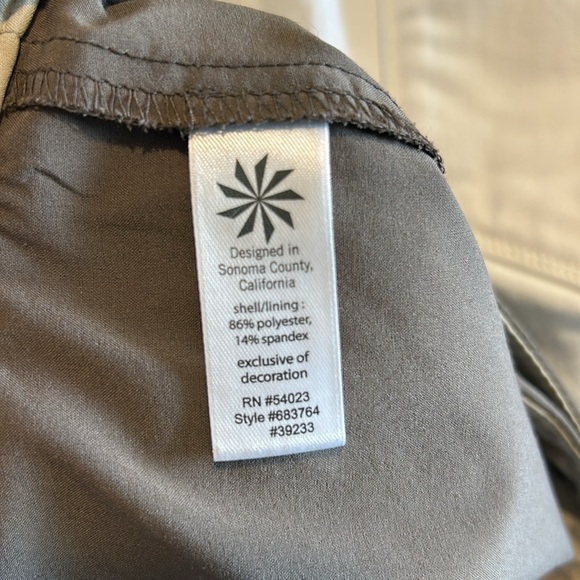 Designed in
Sonoma County,
California
shell/lining :
86% polyester,
14% spandex
exclusive of
decoration
RN #54023
Style #683764
#39233